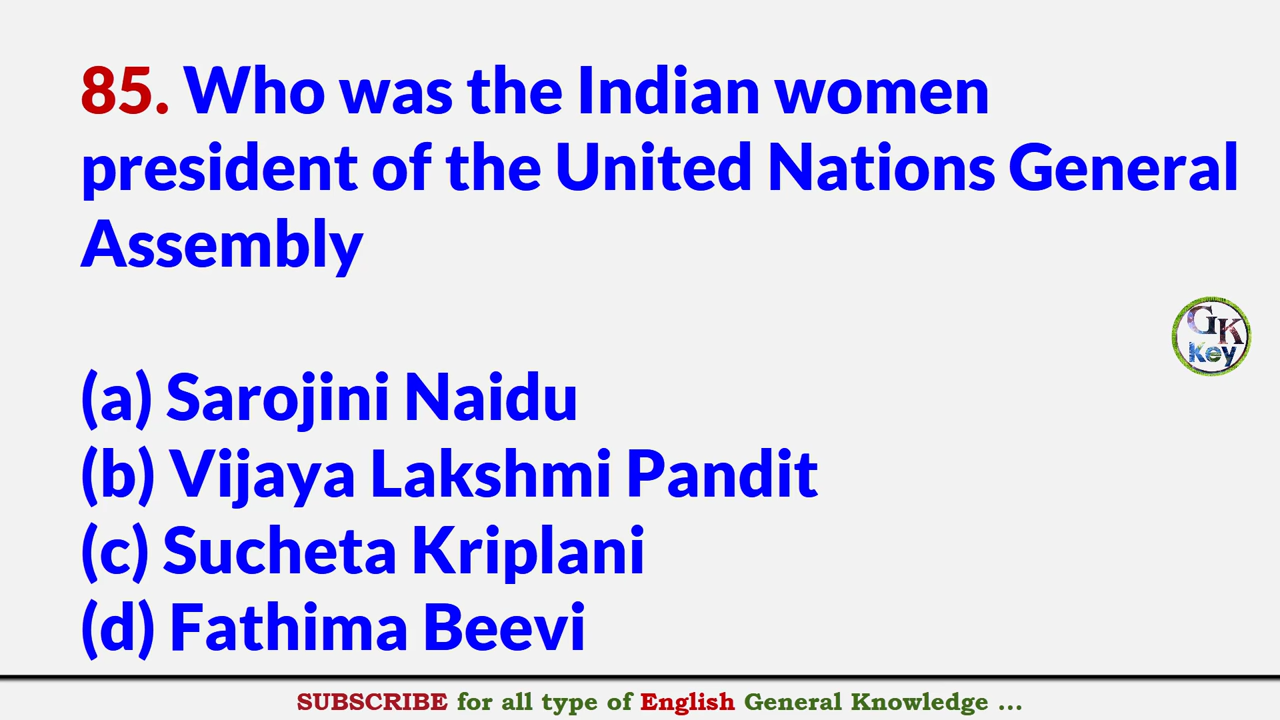 85. Who was the Indian women
president of the United Nations General
Assembly
GK
key
(a) Sarojini Naidu
(b) Vijaya Lakshmi Pandit
(c) Sucheta Kriplani
(d) Fathima Beevi
SUBSCRIBE for all type of English General Knowledge ...